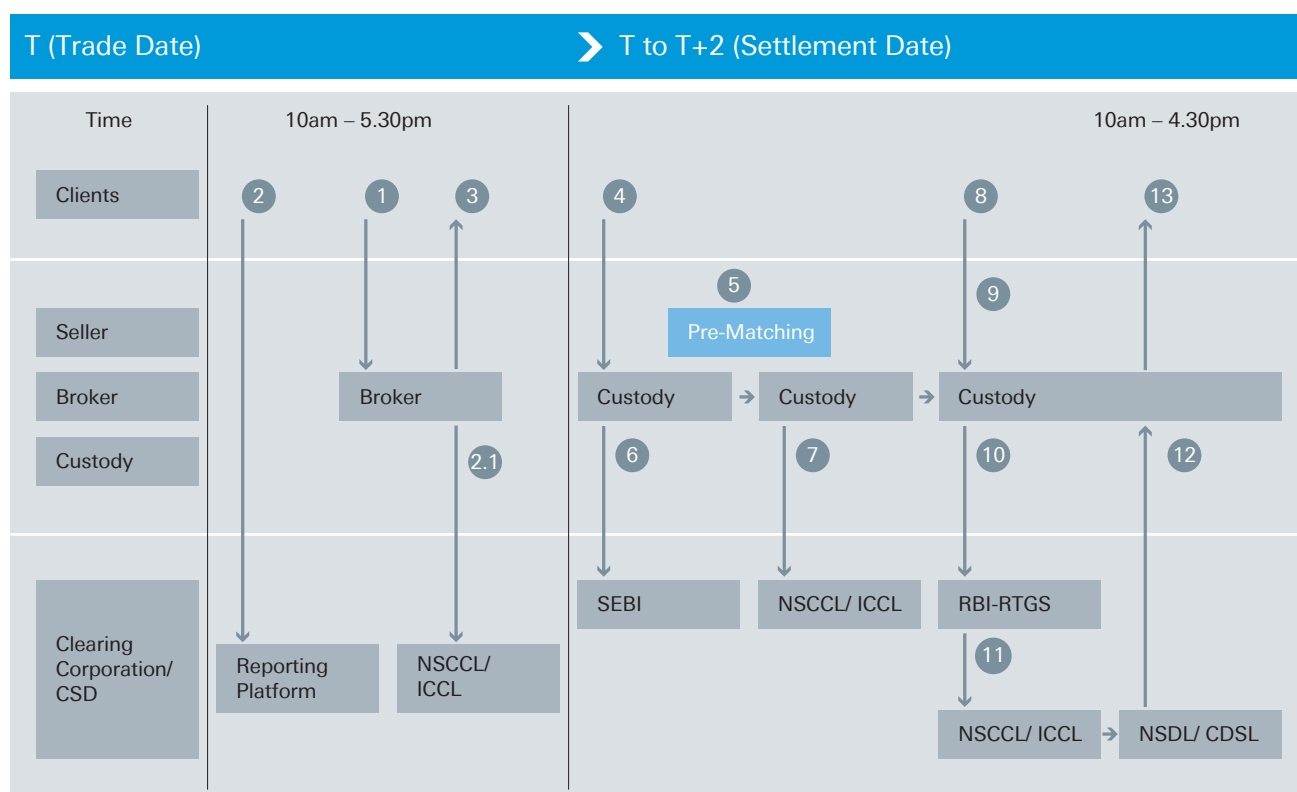 T (Trade Date)
T to T+2 (Settlement Date)
Time
10am – 5.30pm
10am – 4.30pm
Clients
2
1
3
4
8
13
5
9
Seller
Pre-Matching
Broker
Broker
Custody
Custody
Custody
Custody
2.1
6
7
10
12
SEBI
NSCCL/ ICCL
RBI-RTGS
Clearing
Corporation/
CSD
Reporting
Platform
NSCCL/
ICCL
11
NSCCL/ ICCL
NSDL/ CDSL